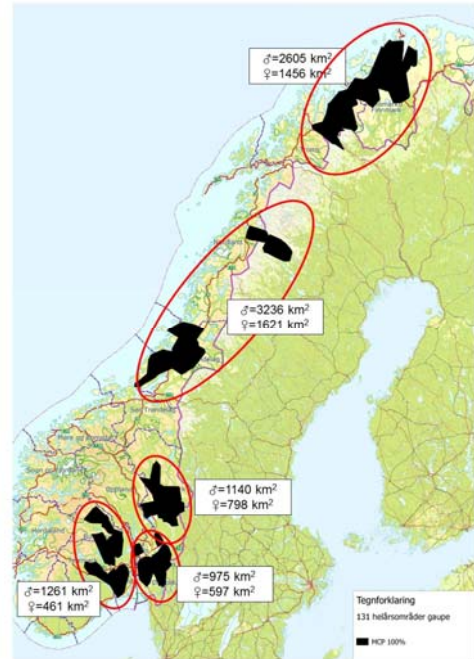 ♂=2605 km²
♀=1456 km²
♂=3236 km²
♀=1621 km²
♂=1140 km²
♀=798 km²
♂=975 km²
♀=597 km²
♂=1261 km²
♀=461 km²
Tegnforklaring
131 helårsområder gaupe
MCP 100%